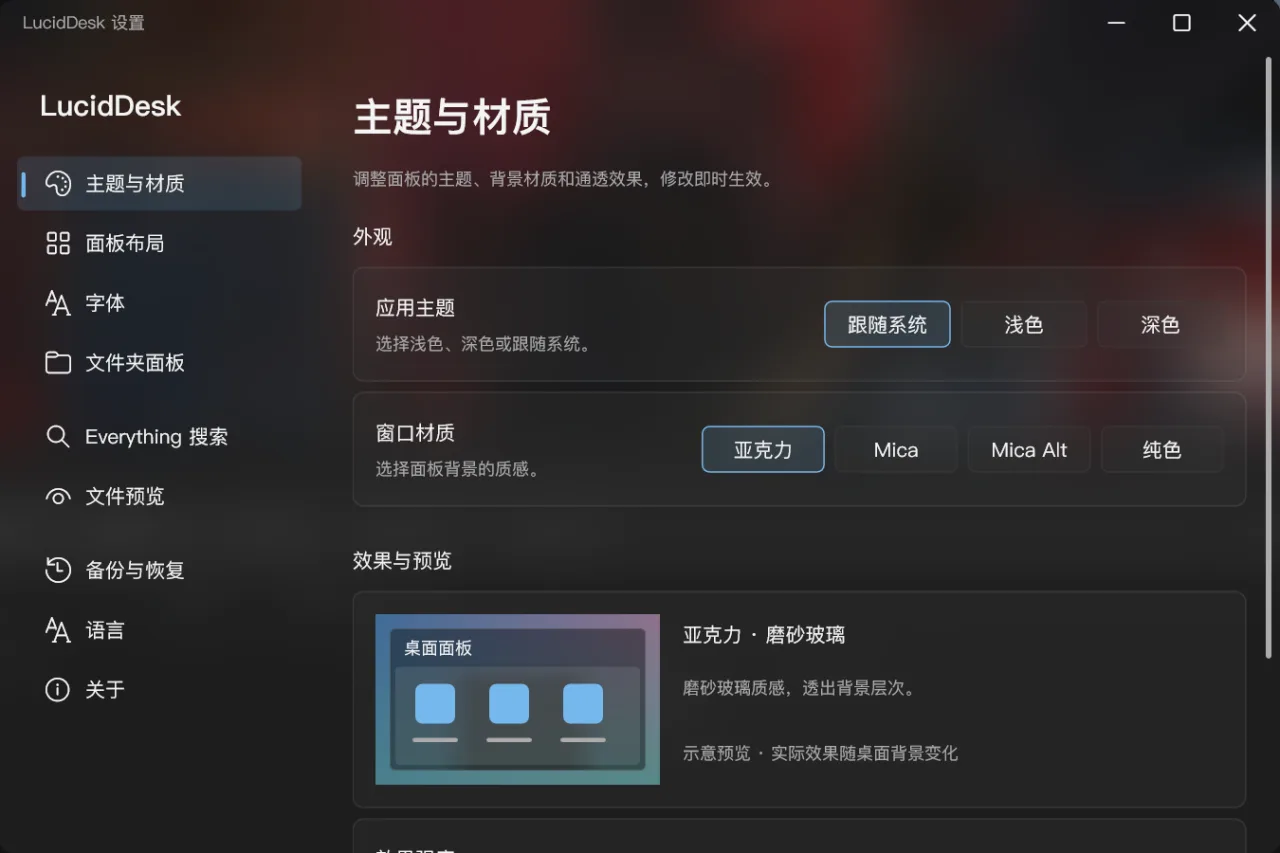 LucidDesk 设置
LucidDesk
主题与材质
面板布局
字体
文件夹面板
Everything 搜索
文件预览
备份与恢复
语言
关于
主题与材质
调整面板的主题、背景材质和通透效果，修改即时生效。
外观
应用主题
选择浅色、深色或跟随系统。
跟随系统
浅色
深色
窗口材质
选择面板背景的质感。
亚克力
Mica
Mica Alt
纯色
效果与预览
桌面面板
亚克力 · 磨砂玻璃
磨砂玻璃质感，透出背景层次。
示意预览 · 实际效果随桌面背景变化